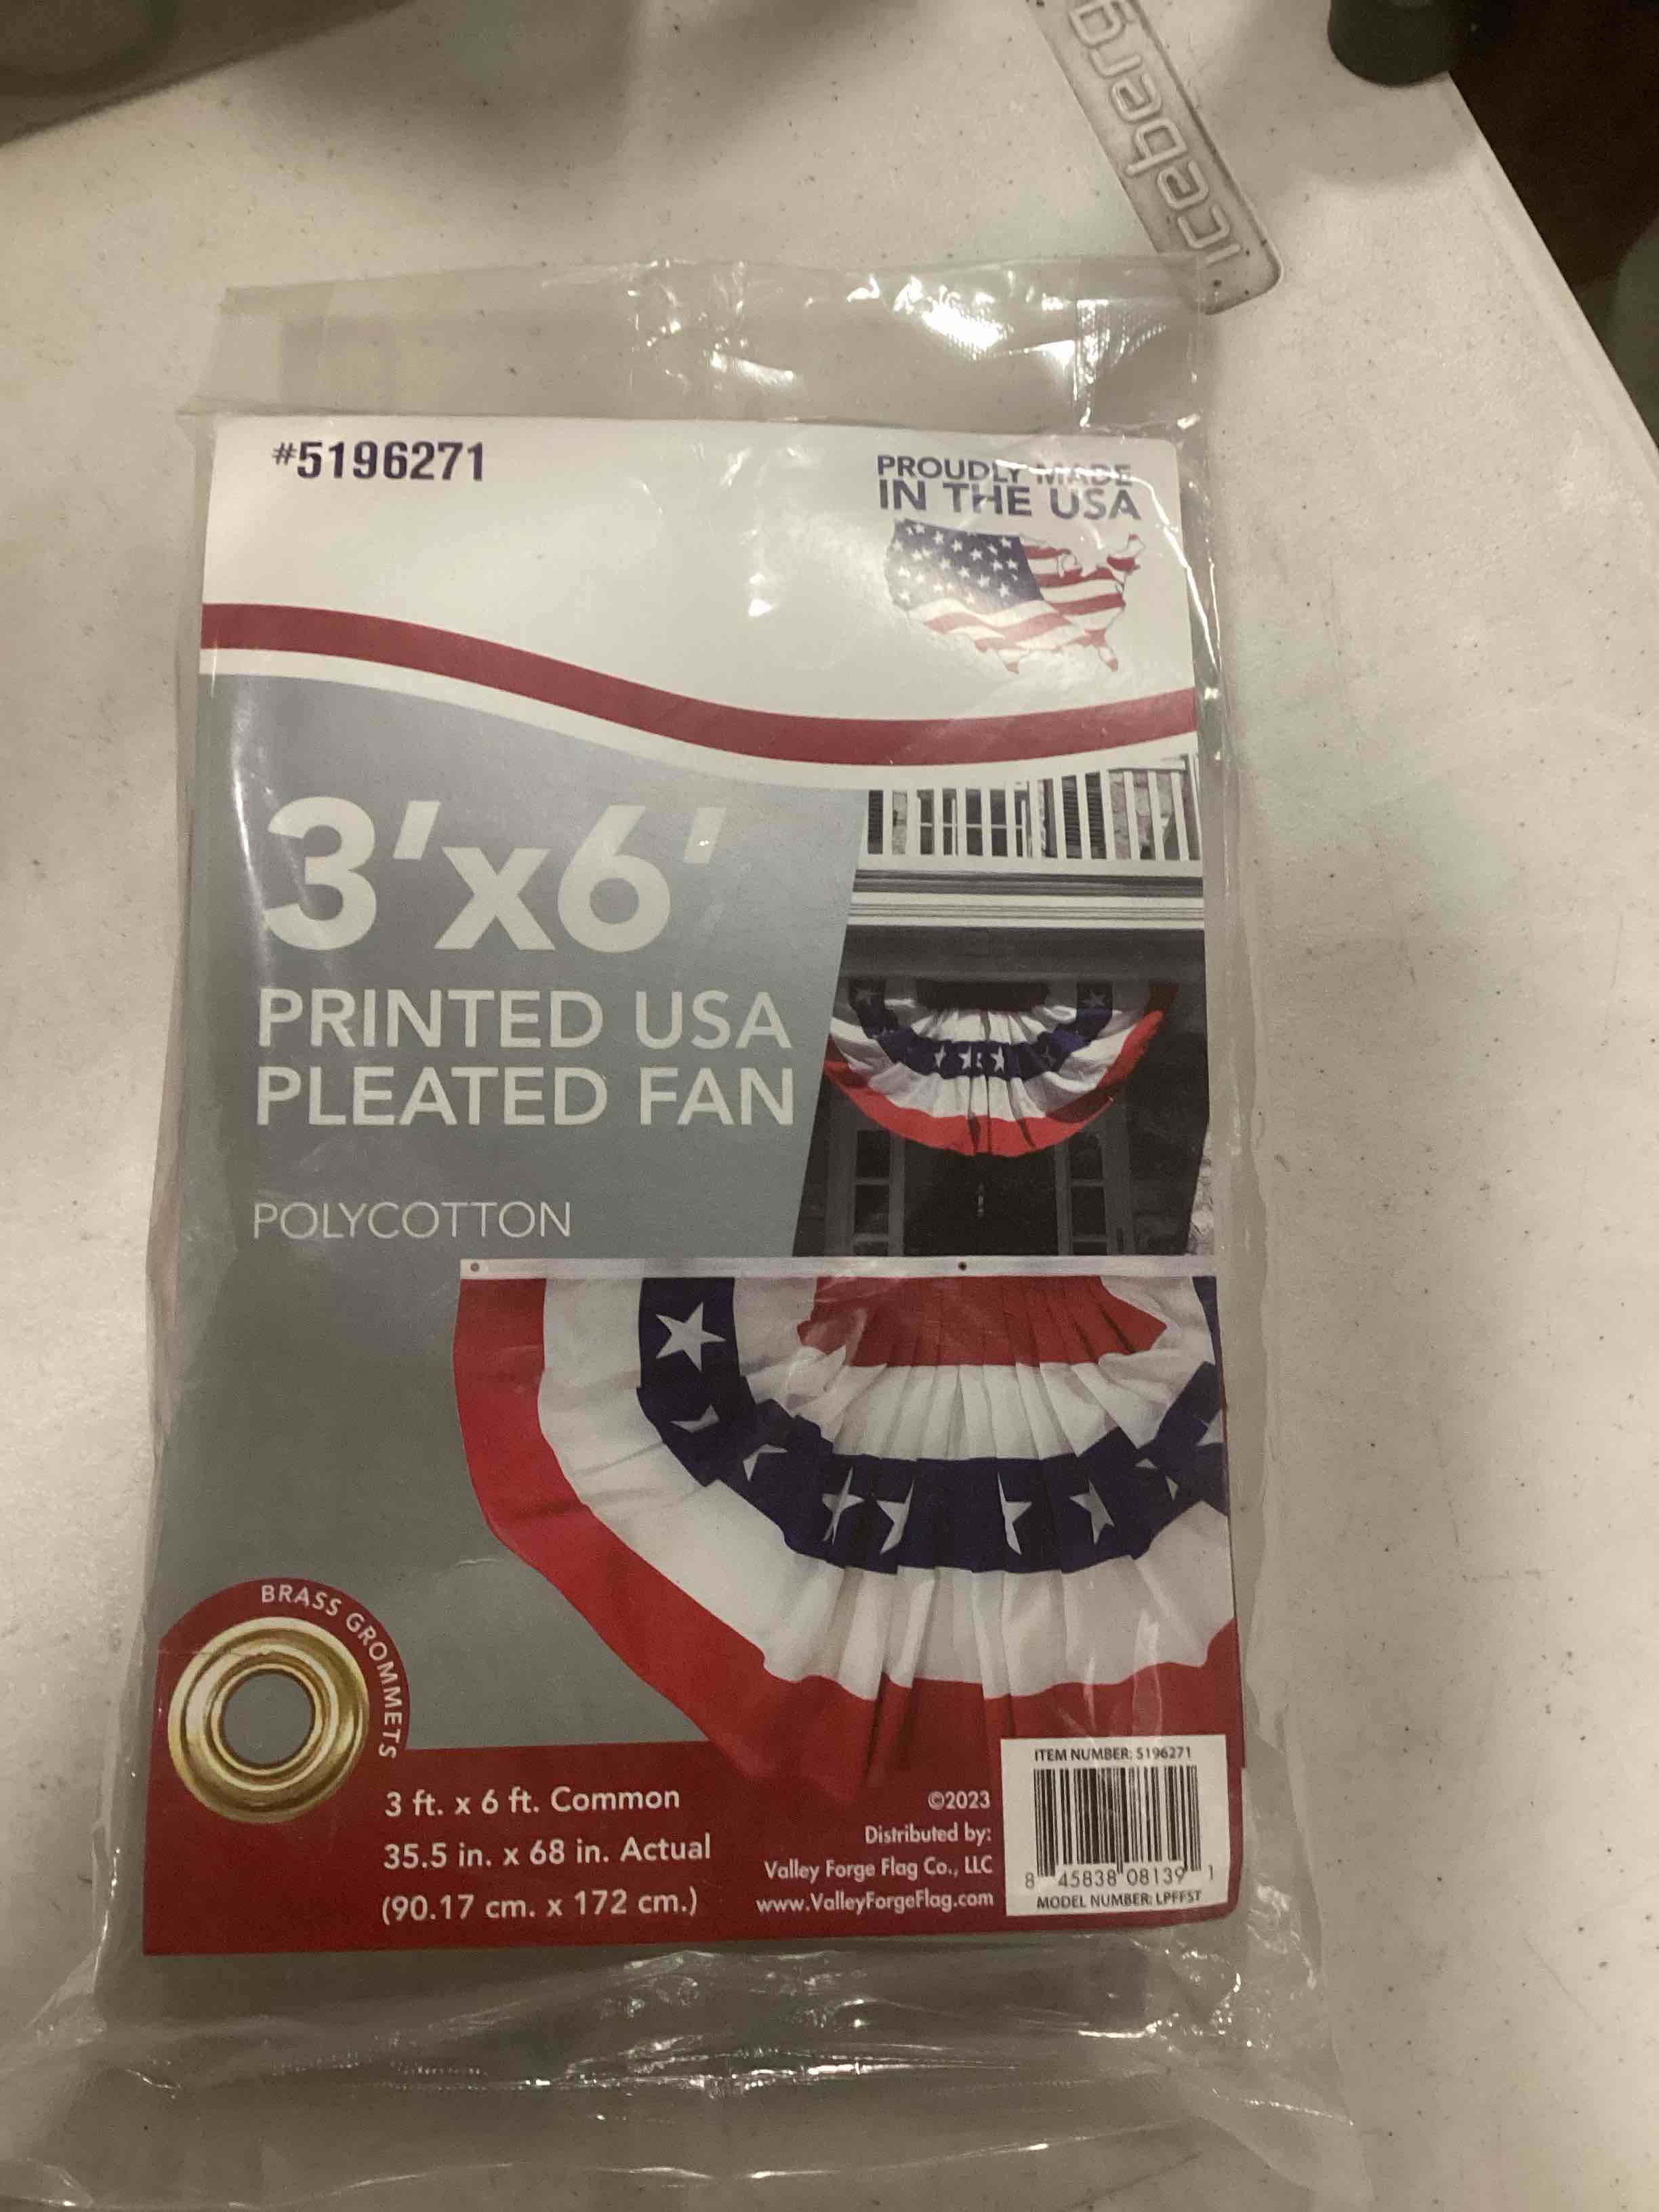 Iceberg
#5196271
PROUDLY MADE
IN THE USA
3'x6'
PRINTED USA
PLEATED FAN
POLYCOTTON
BRASS GROMMETS
3 ft. x 6 ft. Common
35.5 in. x 68 in. Actual
(90.17 cm. x 172 cm.)
©2023
Distributed by:
Valley Forge Flag Co., LLC
www.ValleyForgeFlag.com
ITEM NUMBER: 5196271
8 45838 08139 1
MODEL NUMBER: LPFFST